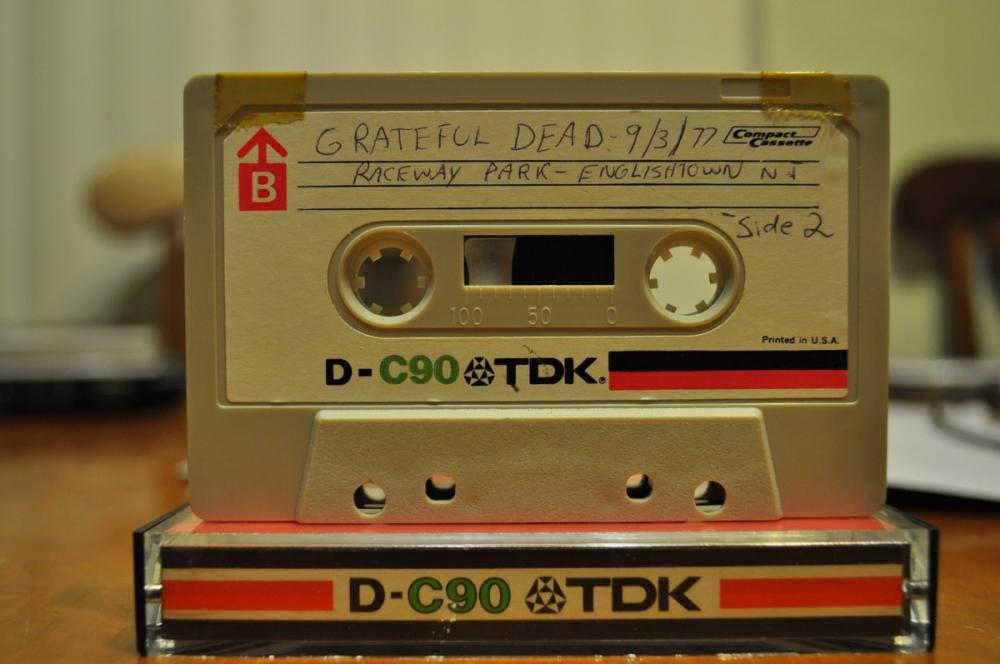 GRATEFUL DEAD - 9/3/77
Compact Cassette
RACEWAY PARK - ENGLISHTOWN NJ
B
Side 2
100 50 0
Printed in U.S.A.
D-C90 TDK®
D-C90 TDK